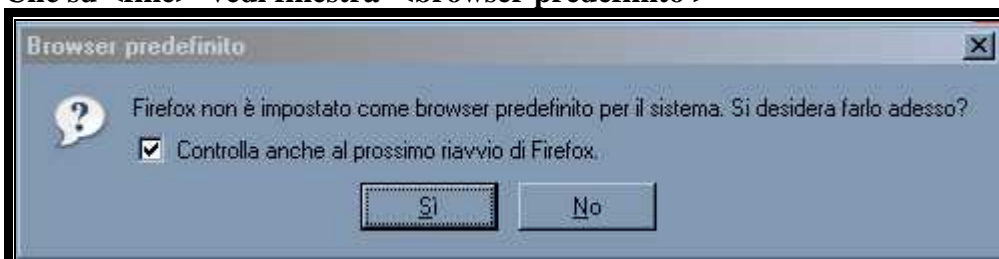 Browser predefinito
Firefox non è impostato come browser predefinito per il sistema. Si desidera farlo adesso?
Controlla anche al prossimo riavvio di Firefox.
Sì No